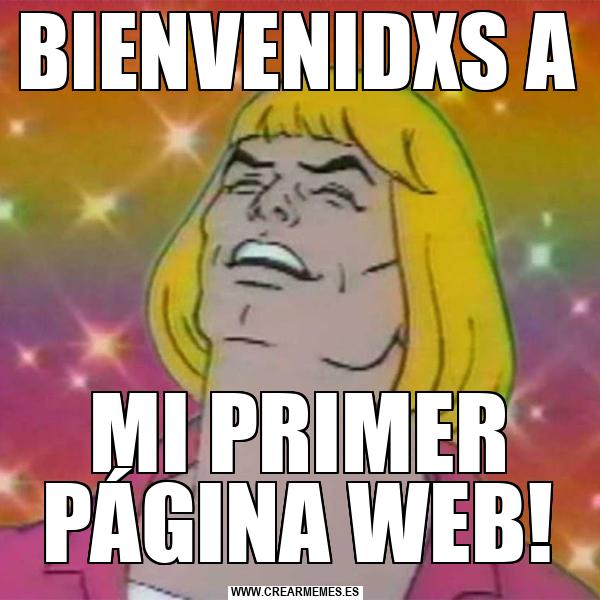 BIENVENIDXS A
MI PRIMER
PÁGINA WEB!
WWW.CREARMEMES.ES